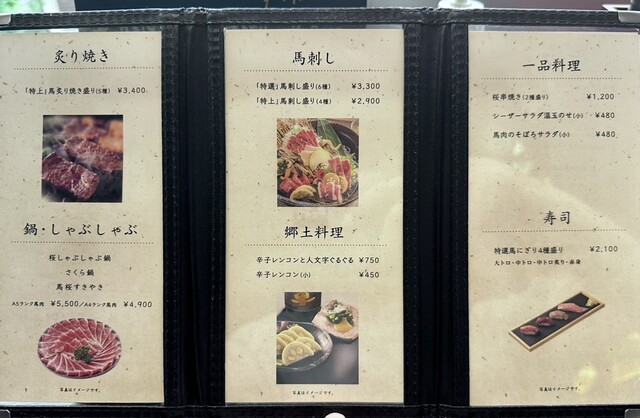 炙り焼き
「特上」馬炙り焼き盛り(5種) ¥3,400
鍋・しゃぶしゃぶ
桜しゃぶしゃぶ鍋
さくら鍋
馬桜すきやき
A5ランク馬肉 ¥5,500/A4ランク馬肉 ¥4,900
写真はイメージです。
馬刺し
「特選」馬刺し盛り(6種) ¥3,300
「特上」馬刺し盛り(4種) ¥2,900
郷土料理
辛子レンコンと人文字ぐるぐる ¥750
辛子レンコン(小) ¥450
写真はイメージです。
一品料理
桜串焼き(2種盛り) ¥1,200
シーザーサラダ温玉のせ(小) ¥480
馬肉のそぼろサラダ(小) ¥480
寿司
特選馬にぎり4種盛り ¥2,100
大トロ・中トロ・中トロ炙り・赤身
写真はイメージです。